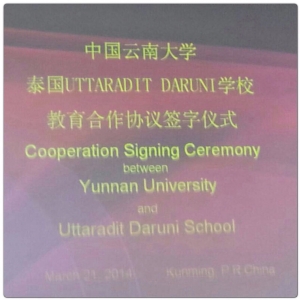 中国云南大学
泰国UTTARADIT DARUNI学校
教育合作协议签字仪式
Cooperation Signing Ceremony
between
Yunnan University
and
Uttaradit Daruni School
March 21, 2014 Kunming, P.R.China